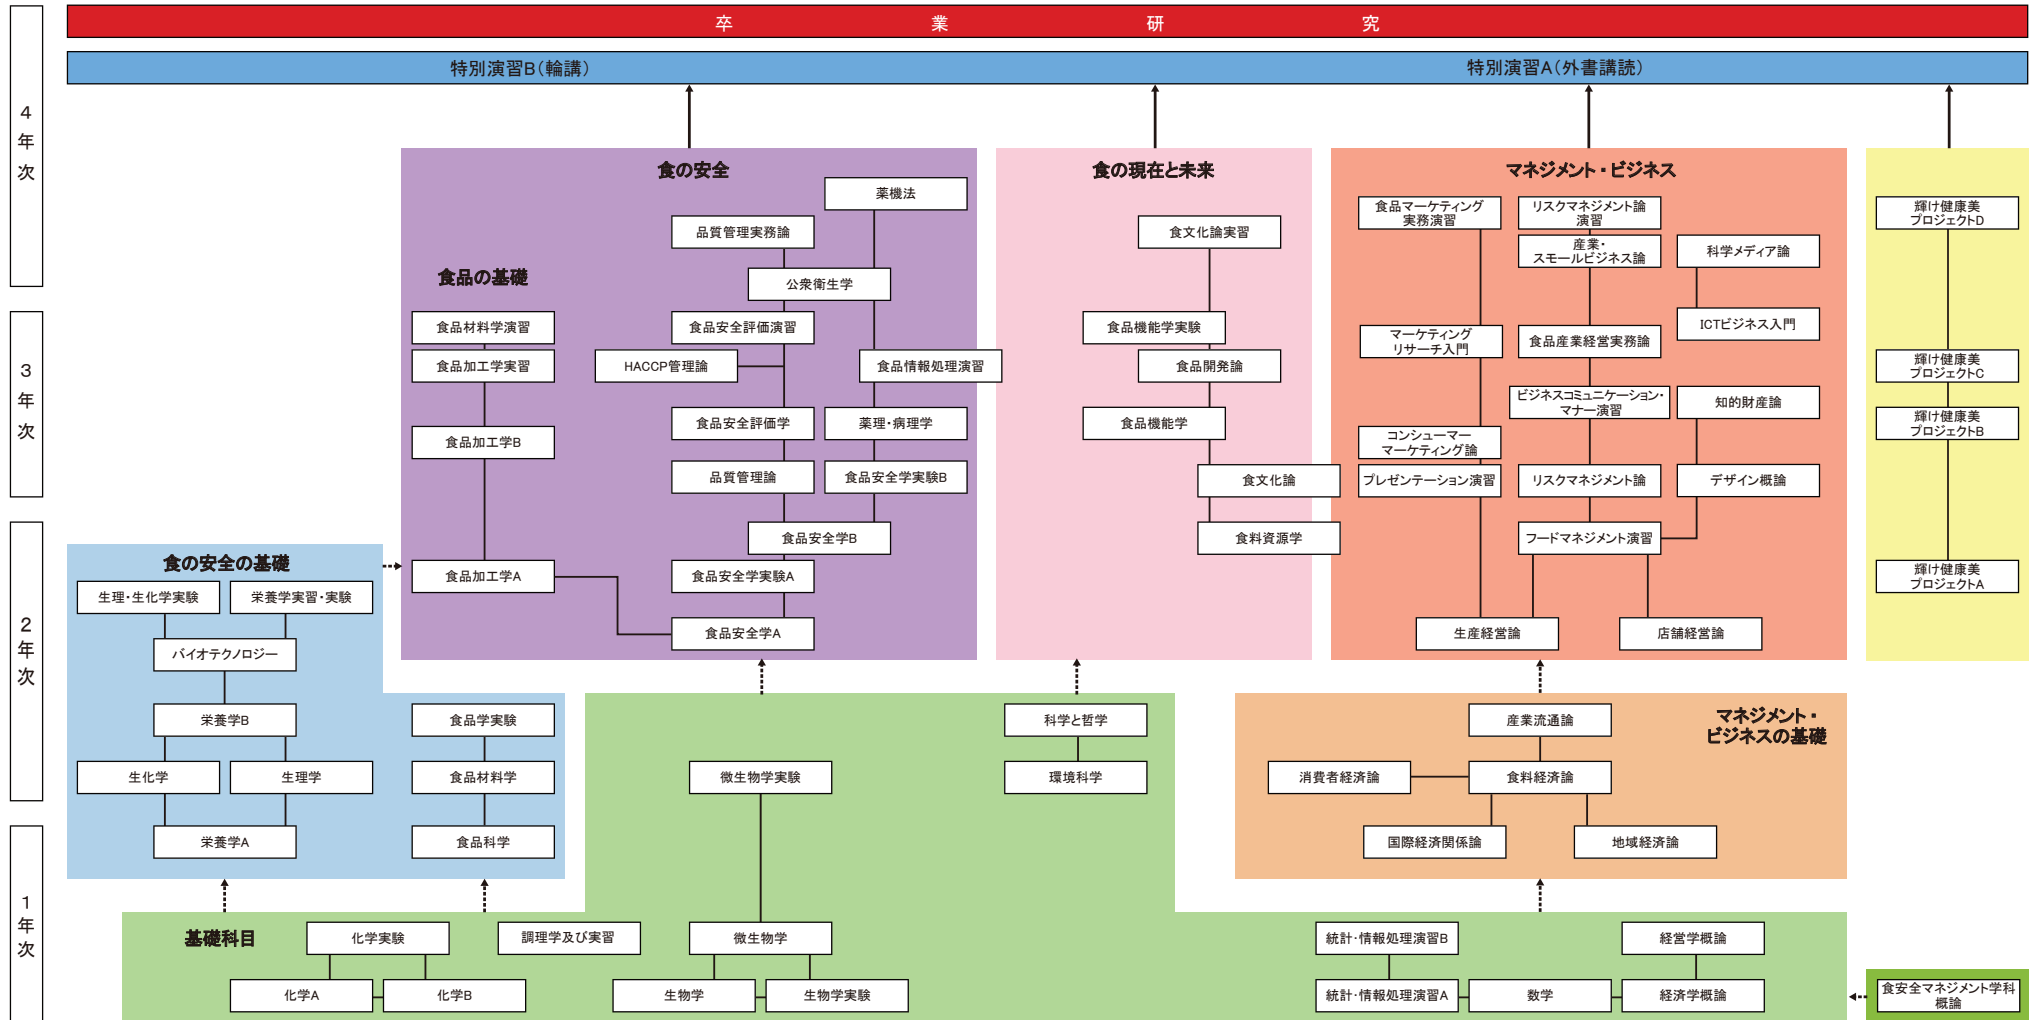 卒業研究
特別演習B(輪講)
特別演習A(外書講読)
4年次
食の安全
薬機法
品質管理実務論
食品の基礎
公衆衛生学
食の現在と未来
食文化論実習
マネジメント・ビジネス
食品マーケティング
実務演習
リスクマネジメント論
演習
産業・
スモールビジネス論
科学メディア論
輝け健康美
プロジェクトD
3年次
食品材料学演習
食品加工学実習
食品加工学B
食品安全評価演習
HACCP管理論
食品情報処理演習
食品安全評価学
薬理・病理学
品質管理論
食品安全学実験B
食品機能学実験
食品開発論
食品機能学
食文化論
マーケティング
リサーチ入門
食品産業経営実務論
ICTビジネス入門
ビジネスコミュニケーション・
マナー演習
知的財産論
コンシューマー
マーケティング論
プレゼンテーション演習
リスクマネジメント論
デザイン概論
輝け健康美
プロジェクトC
輝け健康美
プロジェクトB
2年次
食の安全の基礎
生理・生化学実験
栄養学実習・実験
バイオテクノロジー
栄養学B
生化学
生理学
食品学実験
食品材料学
食品加工学A
食品安全学B
食品安全学実験A
食品安全学A
食料資源学
フードマネジメント演習
生産経営論
店舗経営論
輝け健康美
プロジェクトA
微生物学実験
科学と哲学
環境科学
マネジメント・
ビジネスの基礎
産業流通論
消費者経済論
食料経済論
1年次
栄養学A
食品科学
国際経済関係論
地域経済論
基礎科目
化学実験
調理学及び実習
化学A
化学B
微生物学
生物学
生物学実験
統計・情報処理演習B
経営学概論
統計・情報処理演習A
数学
経済学概論
食安全マネジメント学科
概論